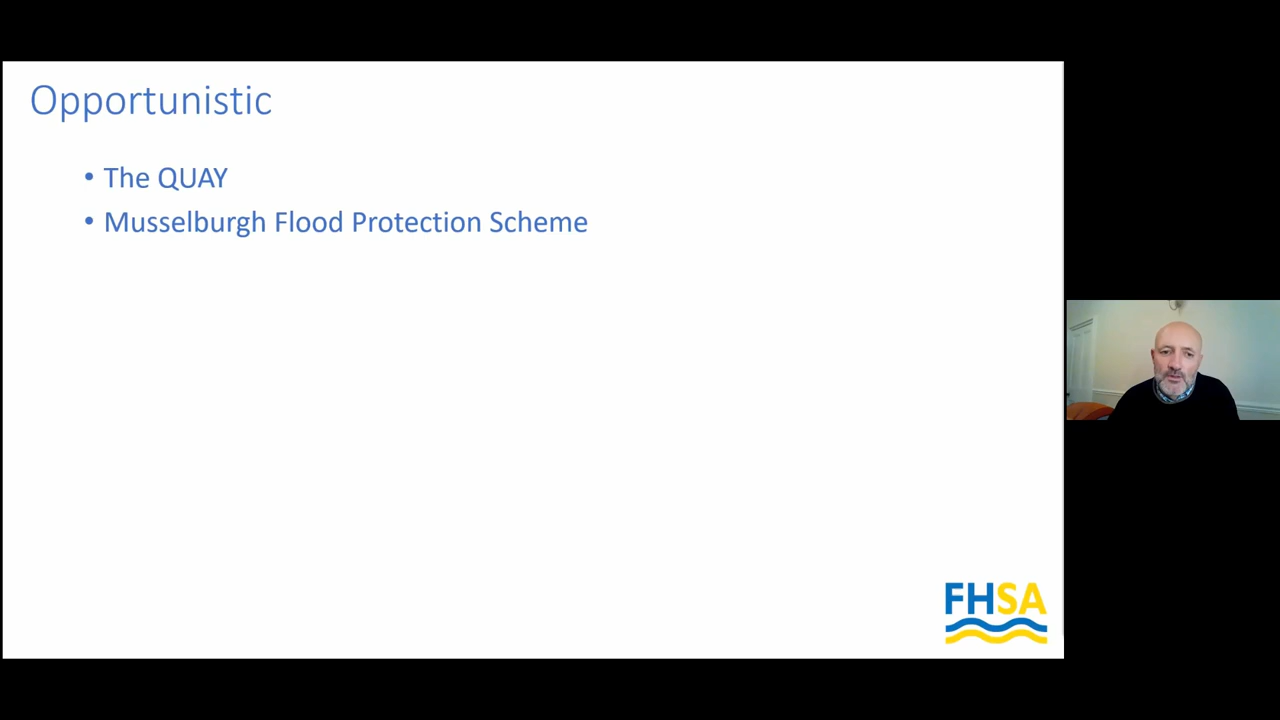 Opportunistic
• The QUAY
• Musselburgh Flood Protection Scheme
FHSA